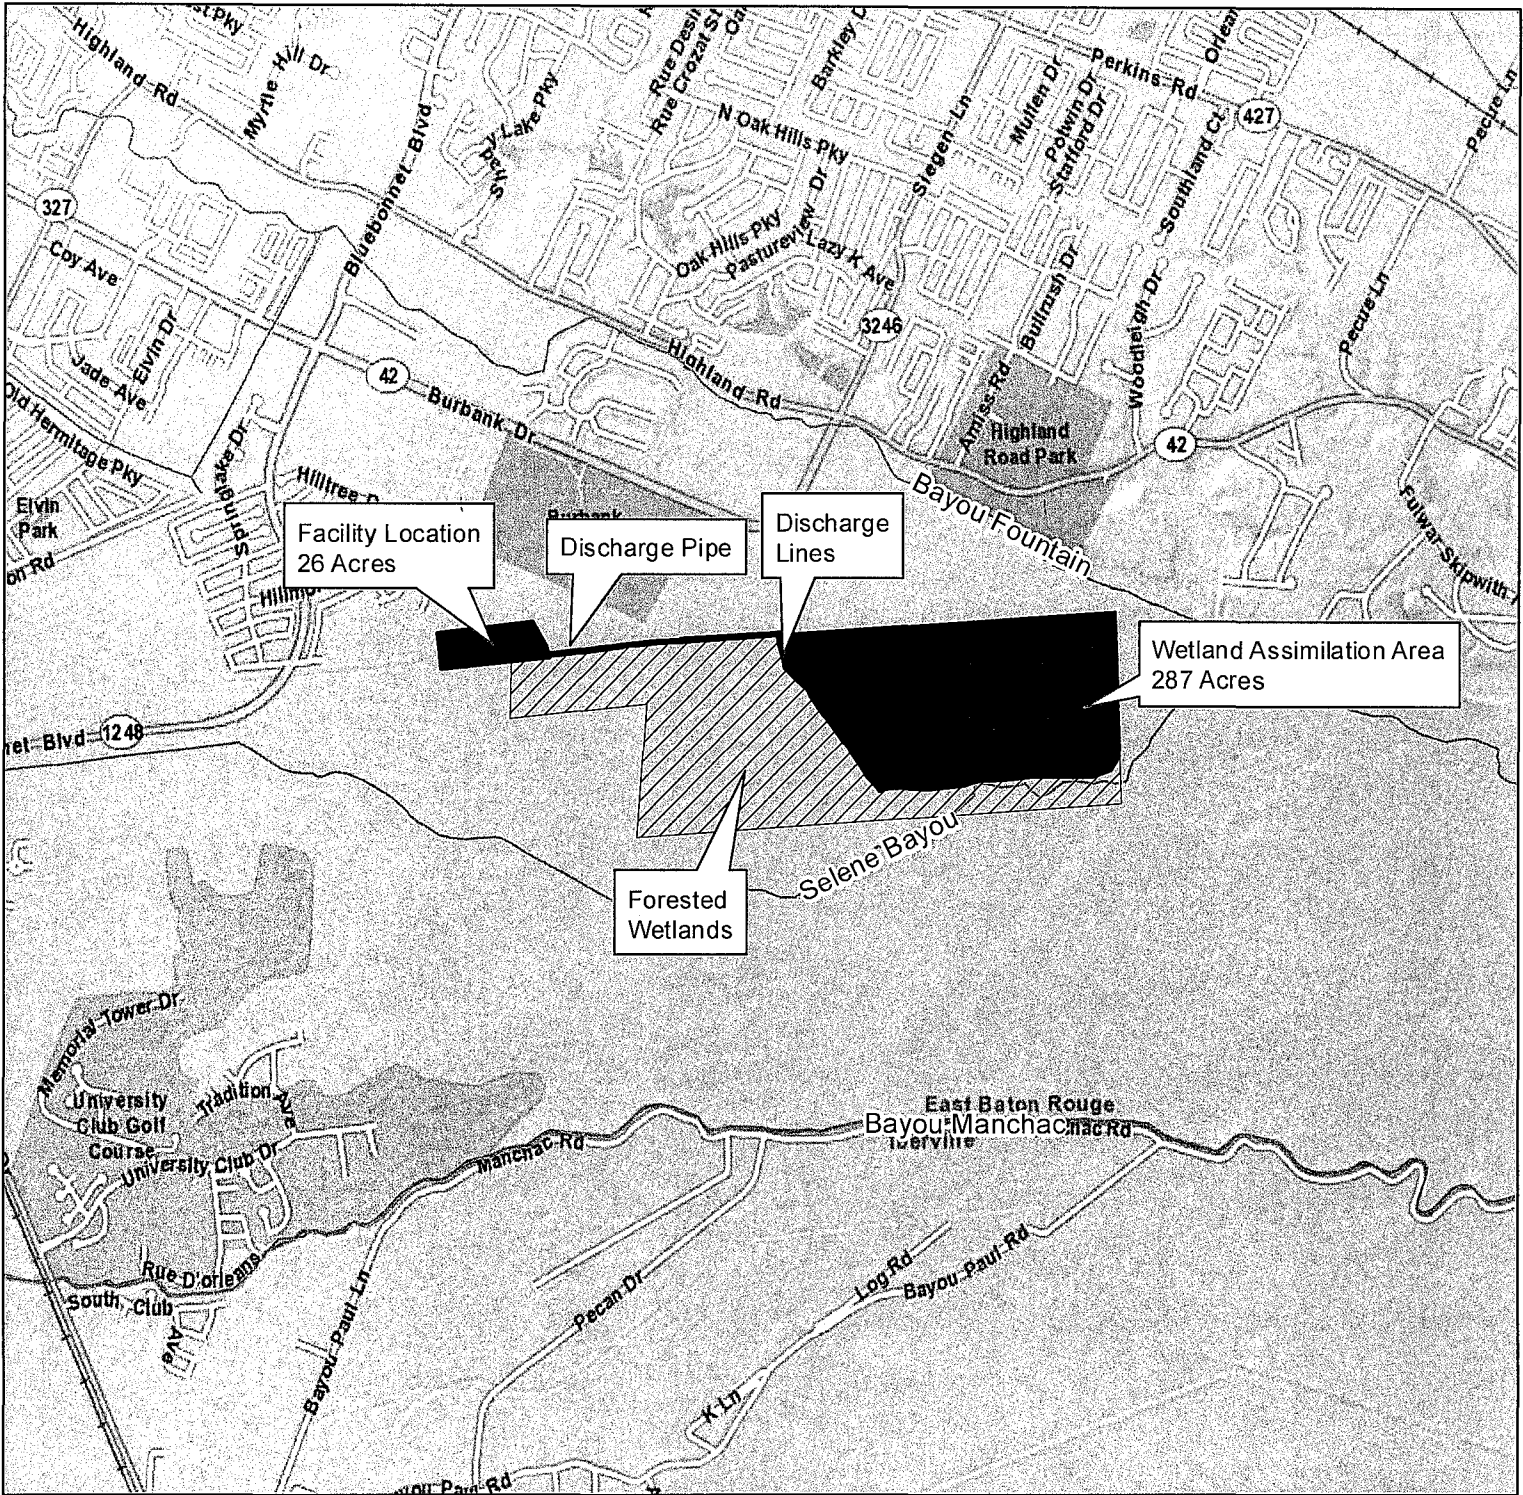 Highland Rd
Myrtle Hill Dr
Bluebonnet Blvd
Rue Crozat St
N Oak Hills Pky
Siegen Ln
Mullen Dr
Potwin Dr
Stafford Dr
Perkins Rd
427
Southland Ct
Pecue Ln
327
Coy Ave
Elvin Dr
Jade Ave
Old Hermitage Pky
Oak Hills Pky
Pastureview Dr
Lazy K Ave
3246
Bullrush Dr
Woodleigh Dr
Pecue Ln
42
Burbank Dr
Highland Rd
Amiss Rd
Highland
Road Park
42
Elvin
Park
Springlake Dr
Bayou Fountain
Facility Location
26 Acres
Discharge Pipe
Discharge
Lines
Wetland Assimilation Area
287 Acres
1248
Selene Bayou
Forested
Wetlands
Memorial Tower Dr
University
Club Golf
Course
Tradition Ave
University Club Dr
Manchac Rd
East Baton Rouge
Bayou Manchac
Iberville
Rue D'orleans
South Club Ave
Bayou Paul Ln
Pecan Dr
Log Rd
Bayou Paul Rd
K Ln